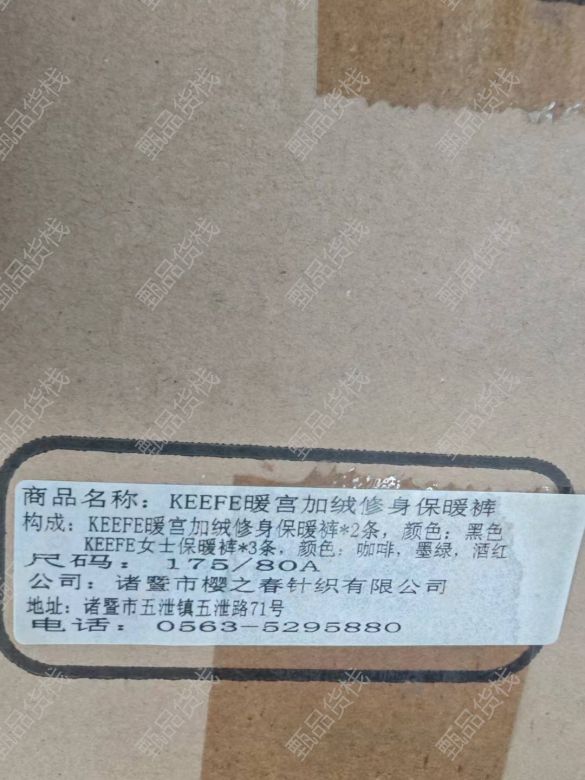 商品名称：KEEFE暖宫加绒修身保暖裤
构成：KEEFE暖宫加绒修身保暖裤*2条，颜色：黑色
KEEFE女士保暖裤*3条，颜色：咖啡，墨绿，酒红
尺码：175/80A
公司：诸暨市樱之春针织有限公司
地址：诸暨市五泄镇五泄路71号
电话：0563-5295880
甄品货栈